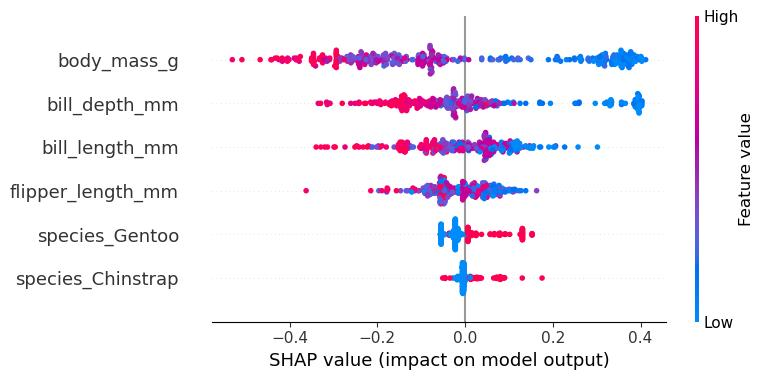 High
body_mass_g
bill_depth_mm
bill_length_mm
flipper_length_mm
species_Gentoo
species_Chinstrap
Feature value
Low
−0.4 −0.2 0.0 0.2 0.4
SHAP value (impact on model output)